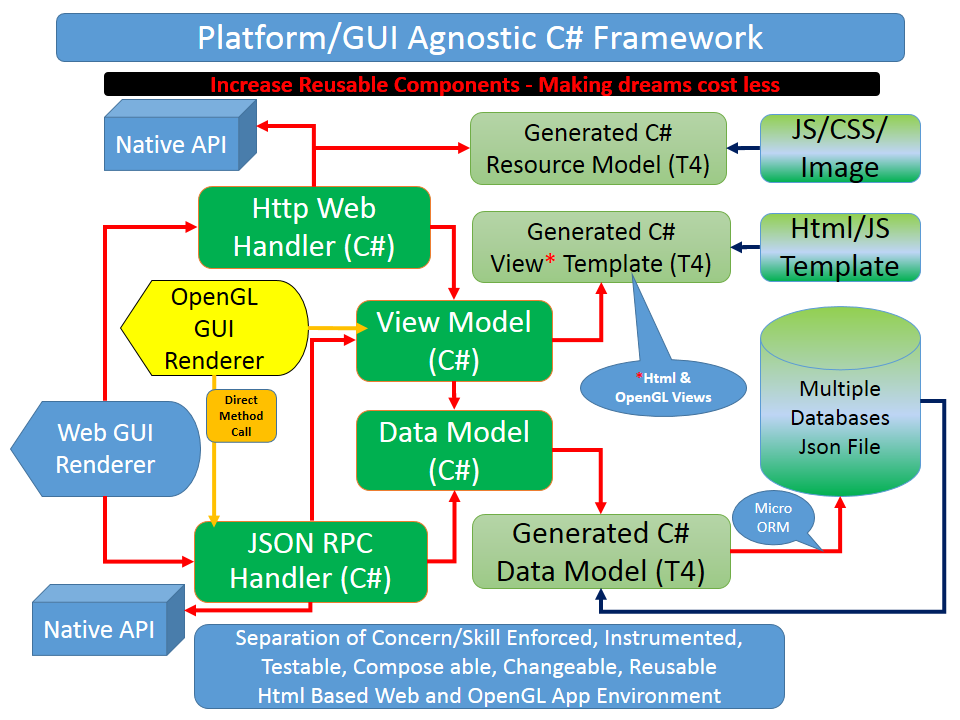 Platform/GUI Agnostic C# Framework
Increase Reusable Components - Making dreams cost less
Native API
Generated C#
Resource Model (T4)
JS/CSS/
Image
Http Web
Handler (C#)
Generated C#
View* Template (T4)
Html/JS
Template
OpenGL
GUI
Renderer
View Model
(C#)
*Html &
OpenGL Views
Multiple
Databases
Json File
Direct
Method
Call
Web GUI
Renderer
Data Model
(C#)
Micro
ORM
JSON RPC
Handler (C#)
Generated C#
Data Model (T4)
Native API
Separation of Concern/Skill Enforced, Instrumented,
Testable, Compose able, Changeable, Reusable
Html Based Web and OpenGL App Environment